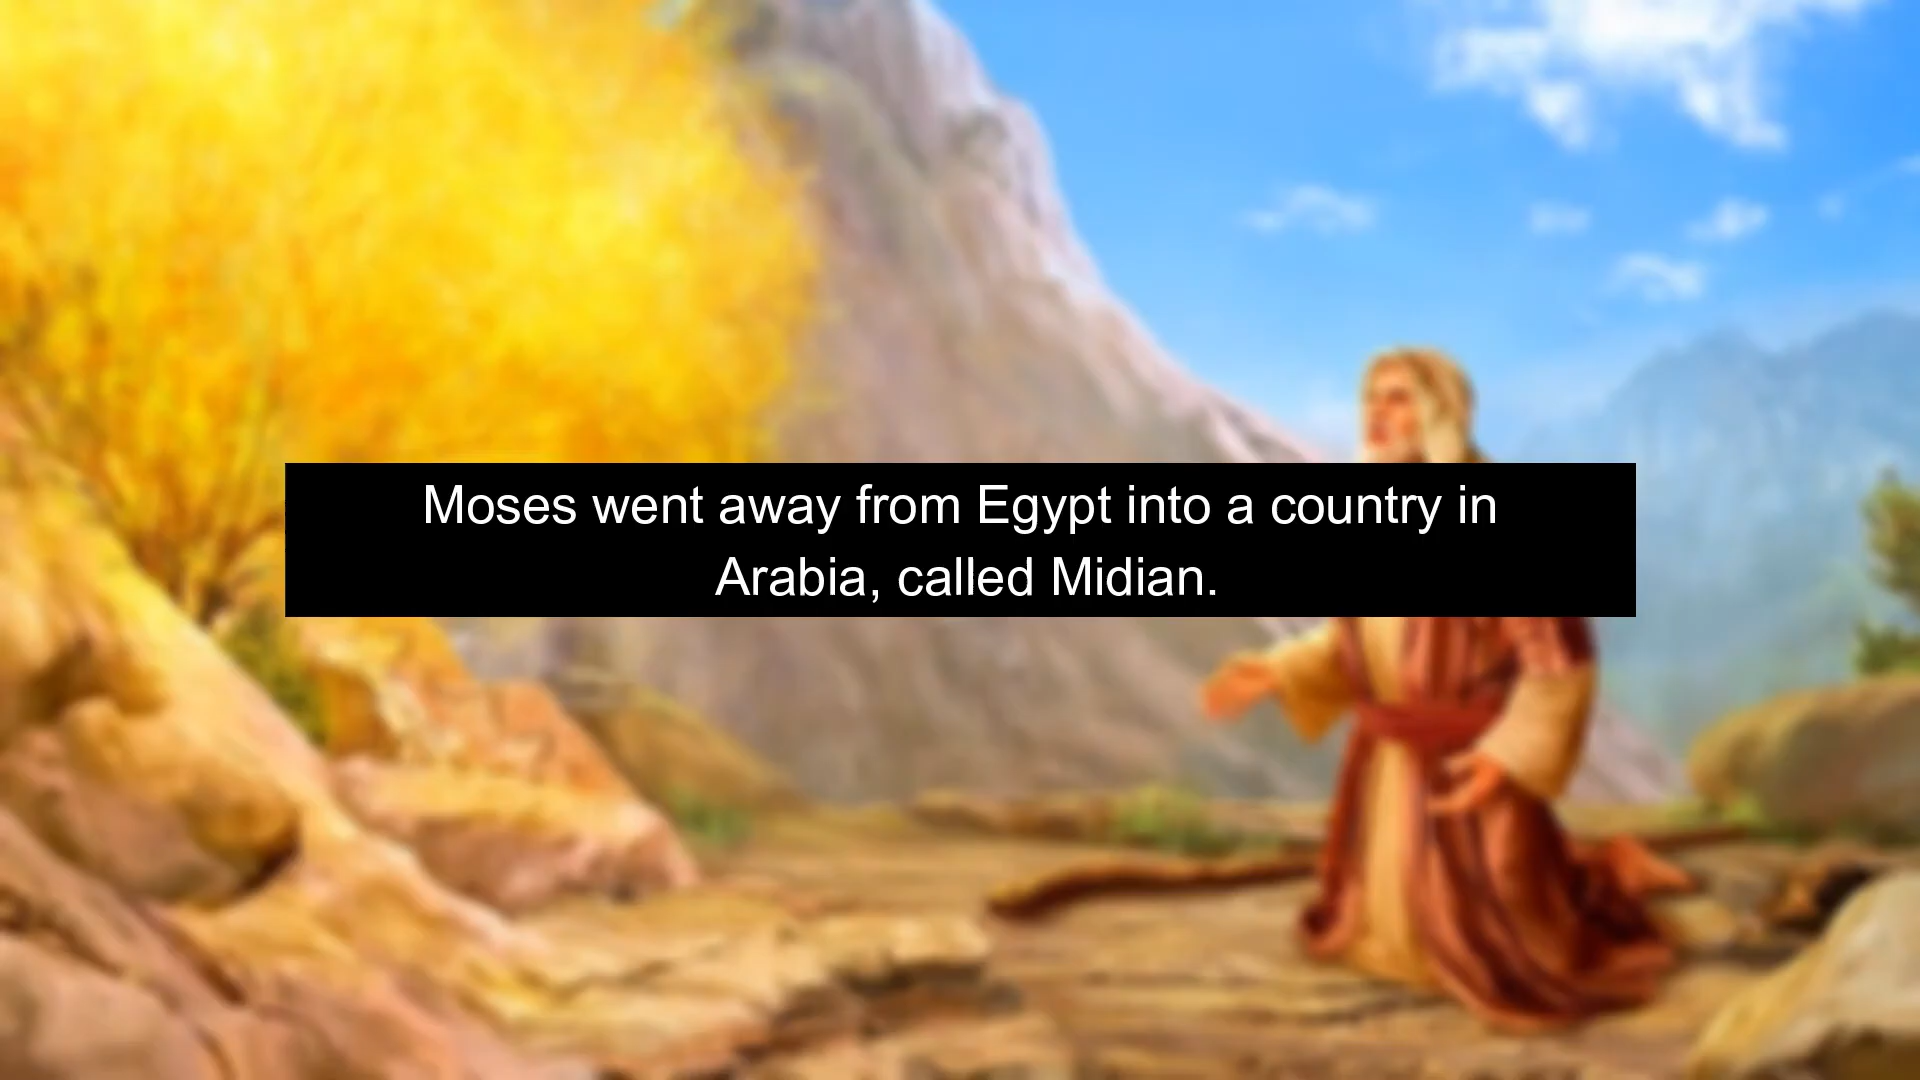 Moses went away from Egypt into a country in
Arabia, called Midian.